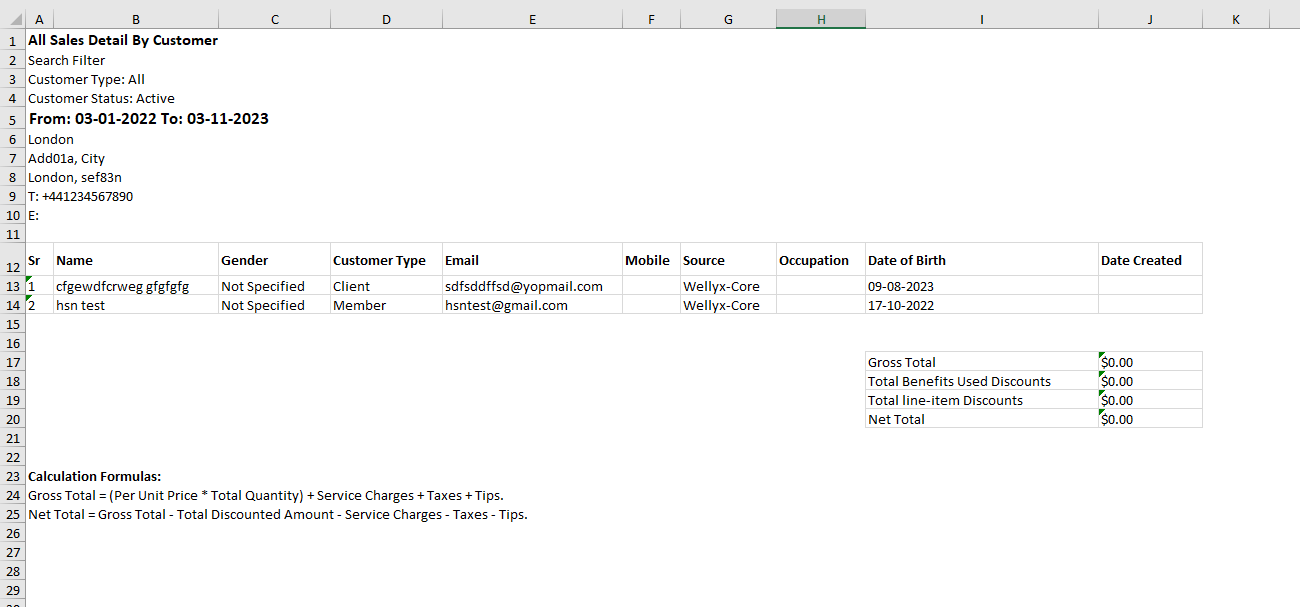 A B C D E F G H I J K
1 All Sales Detail By Customer
2 Search Filter
3 Customer Type: All
4 Customer Status: Active
5 From: 03-01-2022 To: 03-11-2023
6 London
7 Add01a, City
8 London, sef83n
9 T: +441234567890
10 E:
11
12 Sr Name Gender Customer Type Email Mobile Source Occupation Date of Birth Date Created
13 1 cfgewdfcrweg gfgfgfg Not Specified Client sdfsddffsd@yopmail.com Wellyx-Core 09-08-2023
14 2 hsn test Not Specified Member hsntest@gmail.com Wellyx-Core 17-10-2022
15
16
17 Gross Total $0.00
18 Total Benefits Used Discounts $0.00
19 Total line-item Discounts $0.00
20 Net Total $0.00
21
22
23 Calculation Formulas:
24 Gross Total = (Per Unit Price * Total Quantity) + Service Charges + Taxes + Tips.
25 Net Total = Gross Total - Total Discounted Amount - Service Charges - Taxes - Tips.
26
27
28
29